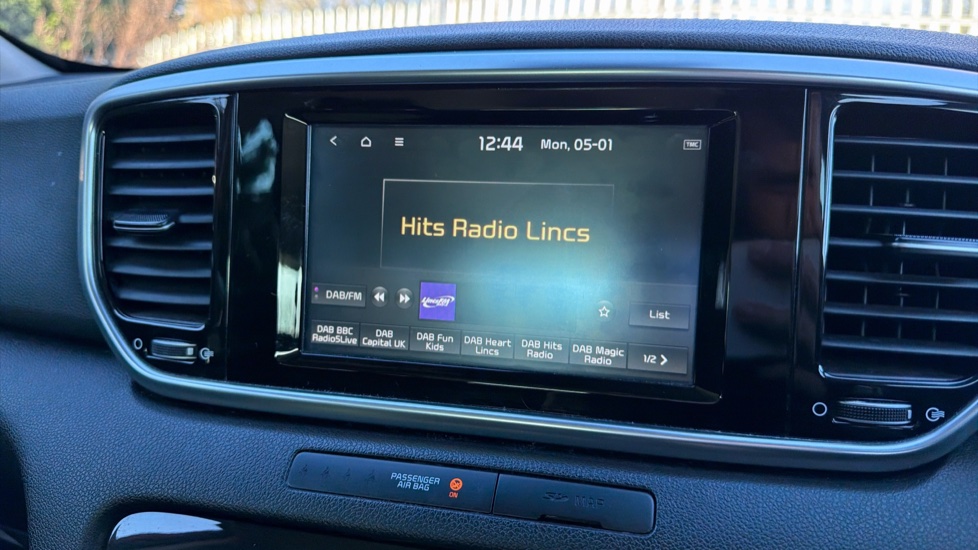 12:44 Mon, 05-01 TMC
Hits Radio Lincs
DAB/FM
List
DAB BBC
Radio5Live
DAB
Capital UK
DAB Fun
Kids
DAB Heart
Lincs
DAB Hits
Radio
DAB Magic
Radio
1/2
PASSENGER
AIR BAG
ON